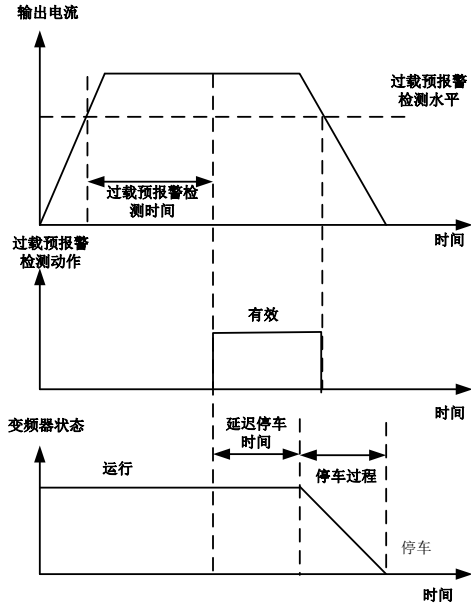 输出电流
过载预报警
检测水平
过载预报警检
测时间
时间
过载预报警
检测动作
有效
时间
变频器状态
延迟停车
时间
运行
停车过程
停车
时间